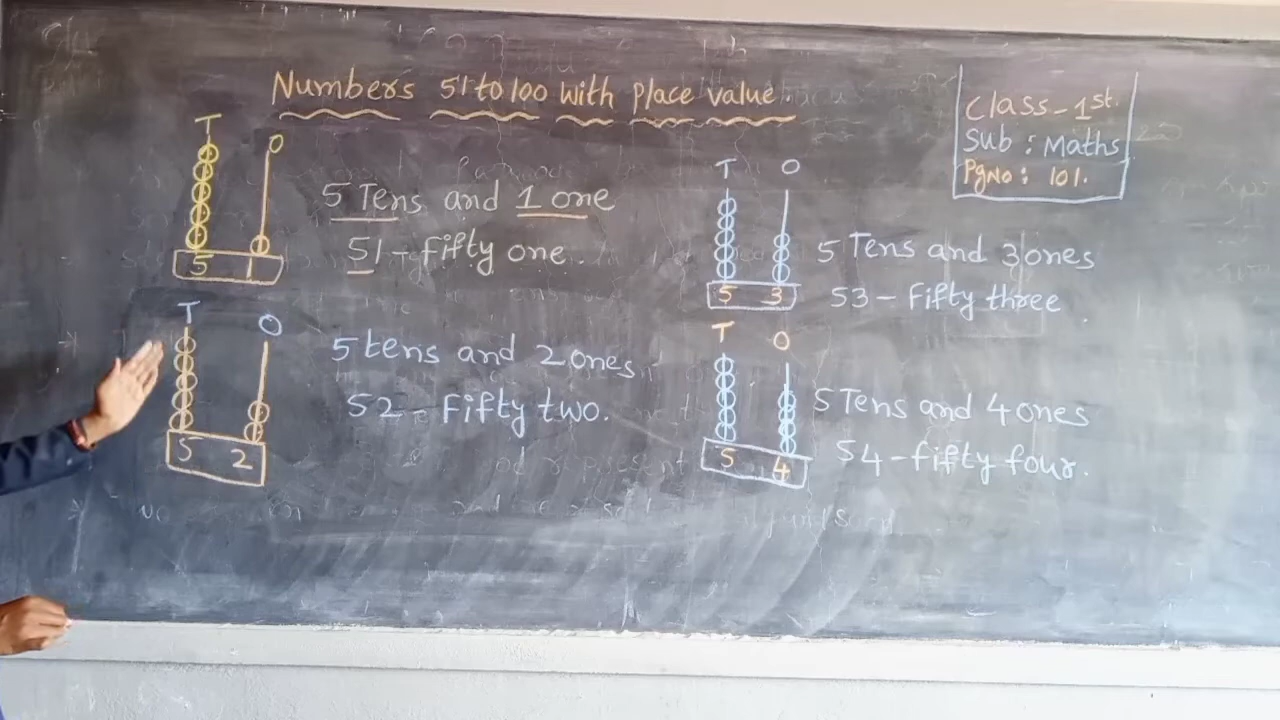 Numbers 51 to 100 with place value.
Class-1st.
Sub : Maths
PgNo: 101.
T O
5 Tens and 1 one
51-fifty one.
5 1
T O
5 tens and 2 ones
52-Fifty two.
5 2
T O
5 Tens and 3 ones
53-Fifty three
5 3
T O
5 Tens and 4 ones
54-fifty four.
5 4